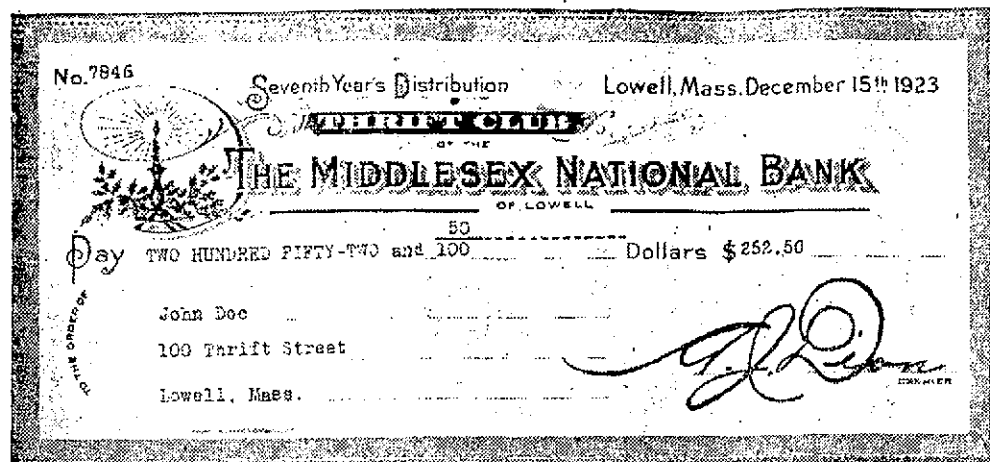 No. 7846
Seventh Year's Distribution Lowell, Mass. December 15th 1923
THRIFT CLUB
OF THE
THE MIDDLESEX NATIONAL BANK
OF LOWELL
Pay TWO HUNDRED FIFTY-TWO and 50/100 Dollars $252.50
TO THE ORDER OF
John Doe
100 Thrift Street
Lowell, Mass.
CASHIER